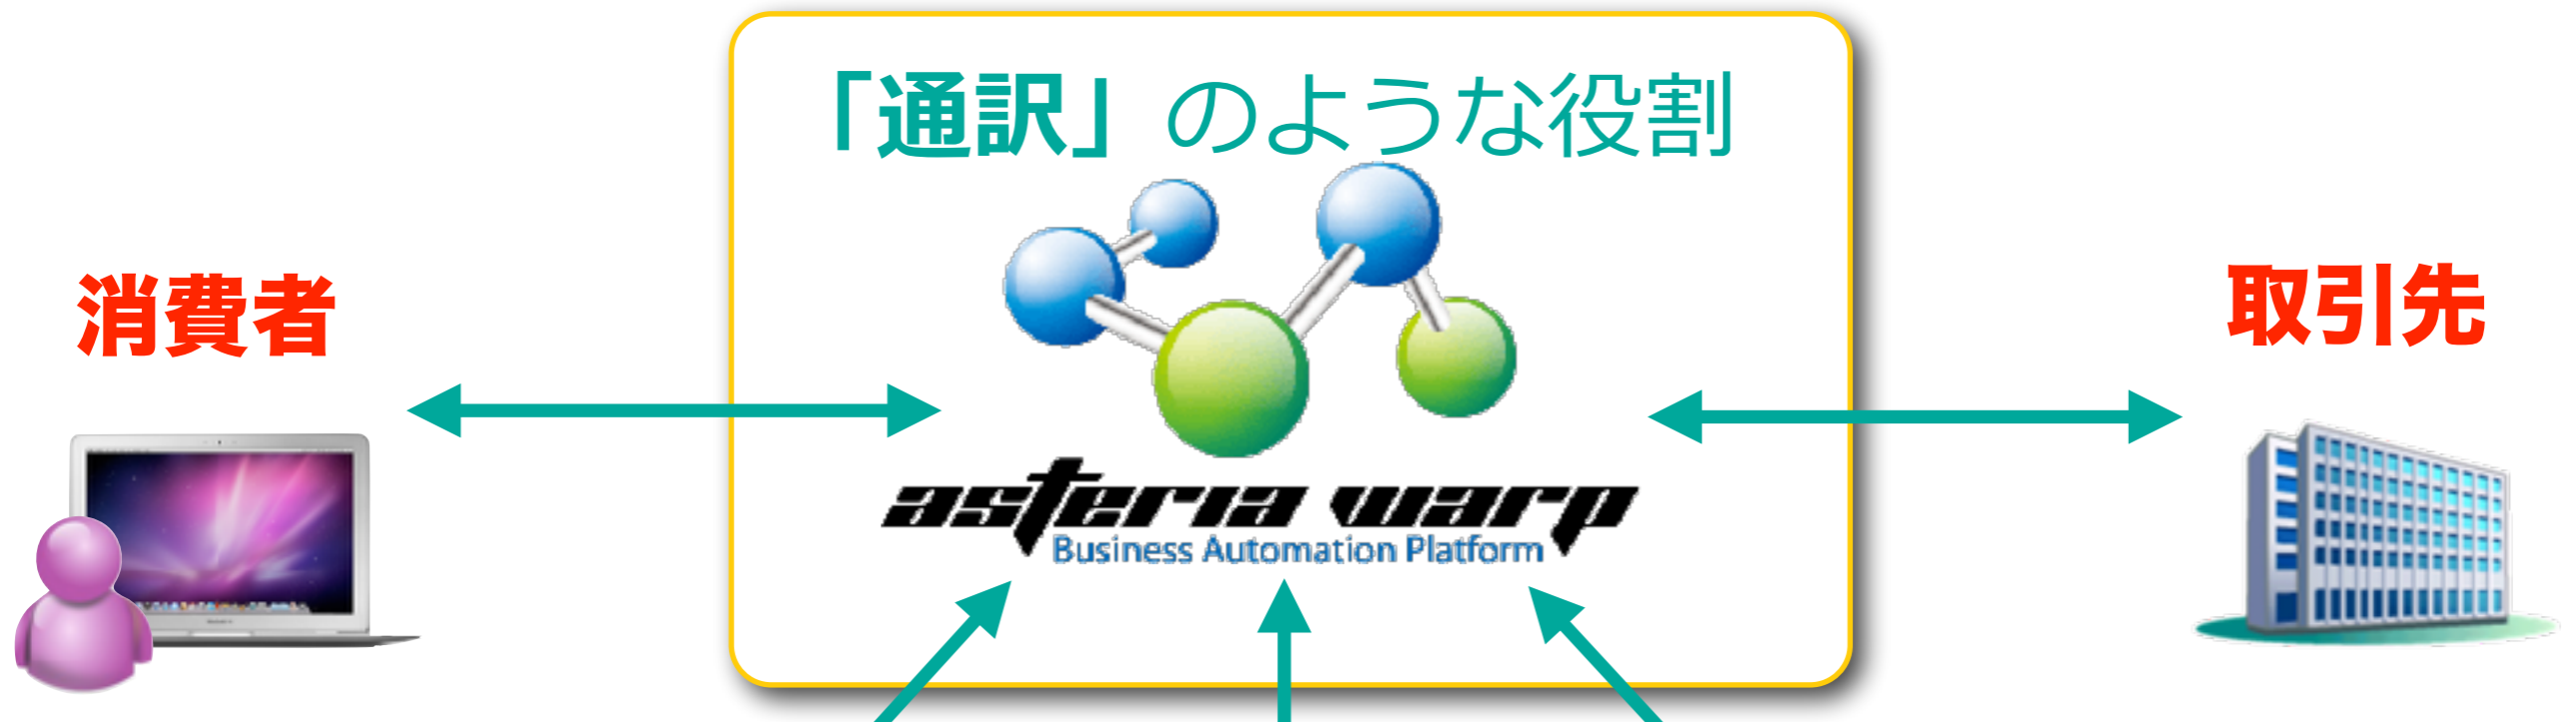 「通訳」のような役割
消費者
取引先
asteria warp
Business Automation Platform